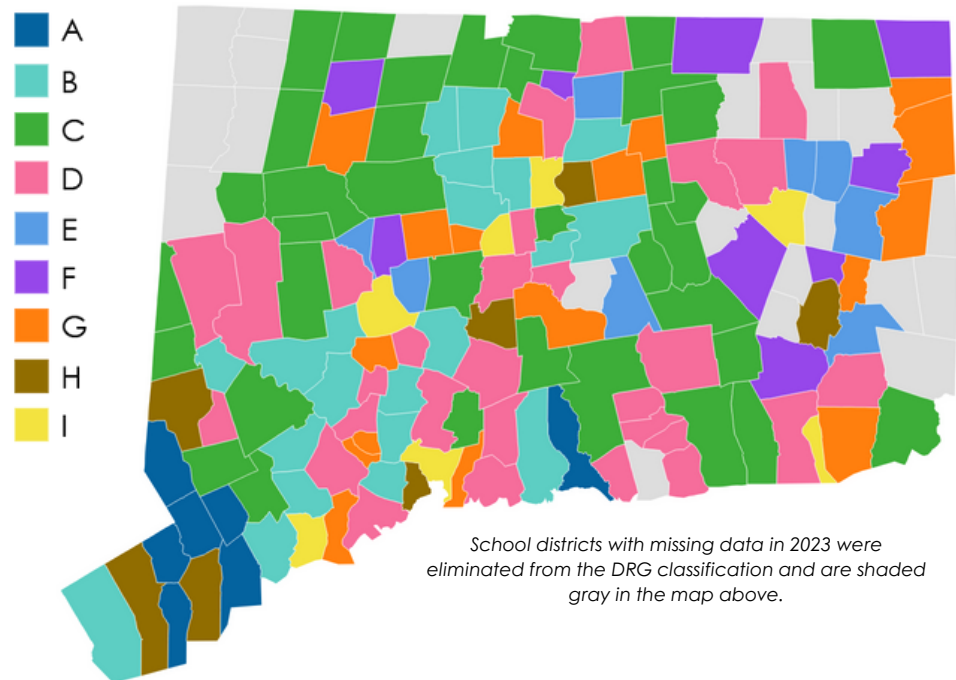 A
B
C
D
E
F
G
H
I
School districts with missing data in 2023 were
eliminated from the DRG classification and are shaded
gray in the map above.